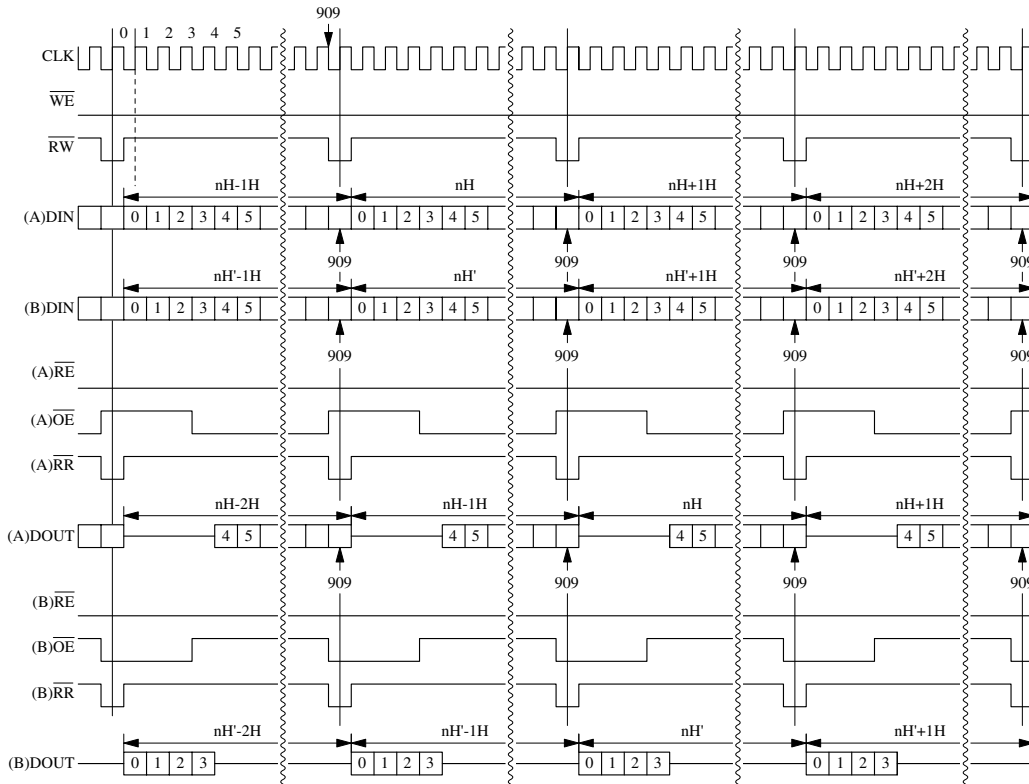 909
0 1 2 3 4 5
CLK
WE
RW
nH-1H nH nH+1H nH+2H
(A)DIN 0 1 2 3 4 5 0 1 2 3 4 5 0 1 2 3 4 5 0 1 2 3 4 5
909 909 909 909
nH'-1H nH' nH'+1H nH'+2H
(B)DIN 0 1 2 3 4 5 0 1 2 3 4 5 0 1 2 3 4 5 0 1 2 3 4 5
909 909 909 909
(A)RE
(A)OE
(A)RR
nH-2H nH-1H nH nH+1H
(A)DOUT 4 5 4 5 4 5 4 5
909 909 909 909
(B)RE
(B)OE
(B)RR
nH'-2H nH'-1H nH' nH'+1H
(B)DOUT 0 1 2 3 0 1 2 3 0 1 2 3 0 1 2 3